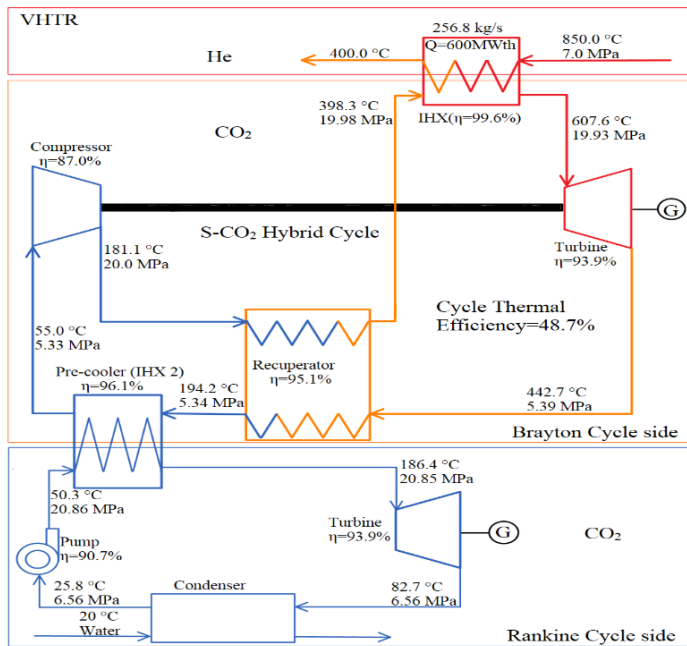 VHTR
256.8 kg/s
Q=600MWth
400.0 °C
850.0 °C
7.0 MPa
He
IHX(η=99.6%)
398.3 °C
19.98 MPa
CO₂
607.6 °C
19.93 MPa
Compressor
η=87.0%
G
S-CO₂ Hybrid Cycle
Turbine
η=93.9%
181.1 °C
20.0 MPa
Cycle Thermal
Efficiency=48.7%
55.0 °C
5.33 MPa
Recuperator
η=95.1%
Pre-cooler (IHX 2)
η=96.1%
194.2 °C
5.34 MPa
442.7 °C
5.39 MPa
Brayton Cycle side
186.4 °C
20.85 MPa
50.3 °C
20.86 MPa
Turbine
η=93.9%
G
CO₂
Pump
η=90.7%
25.8 °C
6.56 MPa
Condenser
82.7 °C
6.56 MPa
20 °C
Water
Rankine Cycle side